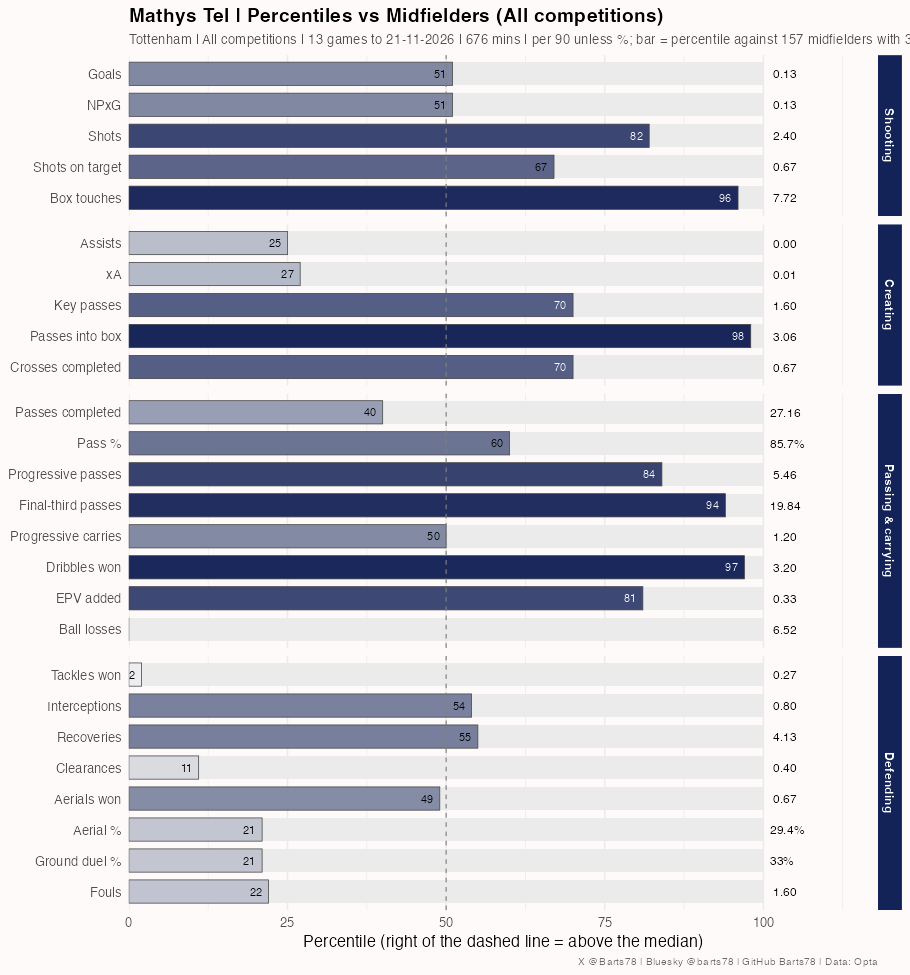 Mathys Tel | Percentiles vs Midfielders (All competitions)
Tottenham | All competitions | 13 games to 21-11-2026 | 676 mins | per 90 unless %; bar = percentile against 157 midfielders with
Shooting
Goals 51 0.13
NPxG 51 0.13
Shots 82 2.40
Shots on target 67 0.67
Box touches 96 7.72
Creating
Assists 25 0.00
xA 27 0.01
Key passes 70 1.60
Passes into box 98 3.06
Crosses completed 70 0.67
Passing & carrying
Passes completed 40 27.16
Pass % 60 85.7%
Progressive passes 84 5.46
Final-third passes 94 19.84
Progressive carries 50 1.20
Dribbles won 97 3.20
EPV added 81 0.33
Ball losses 6.52
Defending
Tackles won 2 0.27
Interceptions 54 0.80
Recoveries 55 4.13
Clearances 11 0.40
Aerials won 49 0.67
Aerial % 21 29.4%
Ground duel % 21 33%
Fouls 22 1.60
0 25 50 75 100
Percentile (right of the dashed line = above the median)
X @Barts78 | Bluesky @barts78 | GitHub Barts78 | Data: Opta